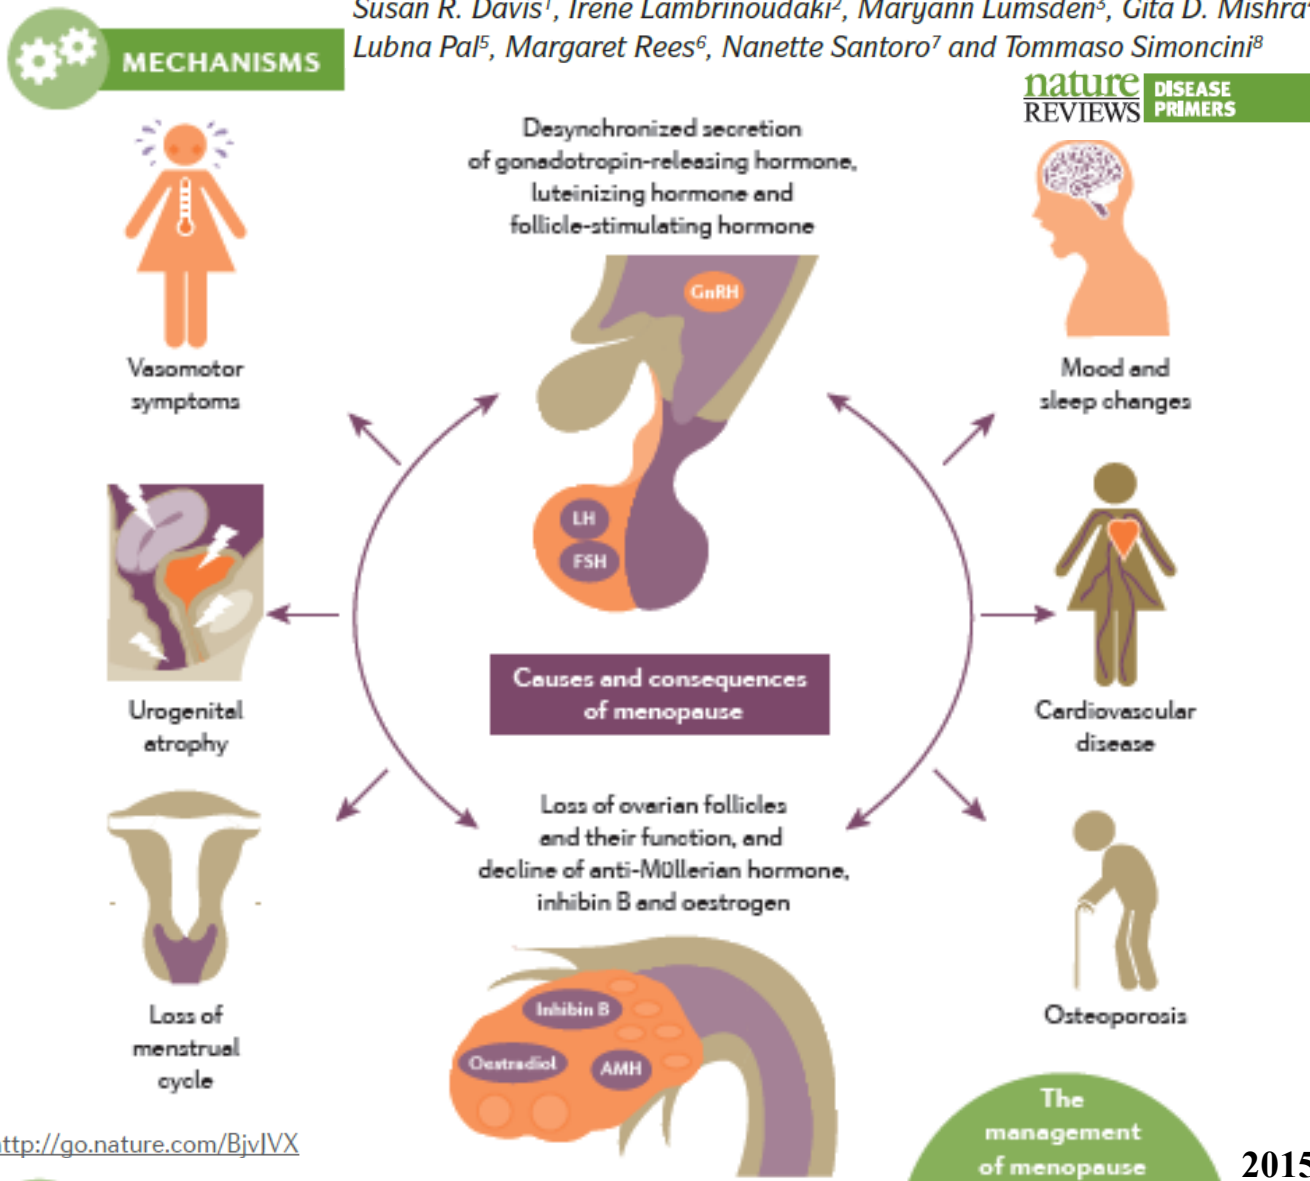 Susan R. Davis¹, Irene Lambrinoudaki², Maryann Lumsden³, Gita D. Mishra
Lubna Pal⁵, Margaret Rees⁶, Nanette Santoro⁷ and Tommaso Simoncini⁸
MECHANISMS
nature
REVIEWS
DISEASE
PRIMERS
Desynchronized secretion
of gonadotropin-releasing hormone,
luteinizing hormone and
follicle-stimulating hormone
GnRH
LH
FSH
Vasomotor
symptoms
Mood and
sleep changes
Urogenital
atrophy
Causes and consequences
of menopause
Cardiovascular
disease
Loss of ovarian follicles
and their function, and
decline of anti-Müllerian hormone,
inhibin B and oestrogen
Inhibin B
Oestradiol
AMH
Loss of
menstrual
cycle
Osteoporosis
ttp://go.nature.com/BjvJVX
The
management
of menopause
2015